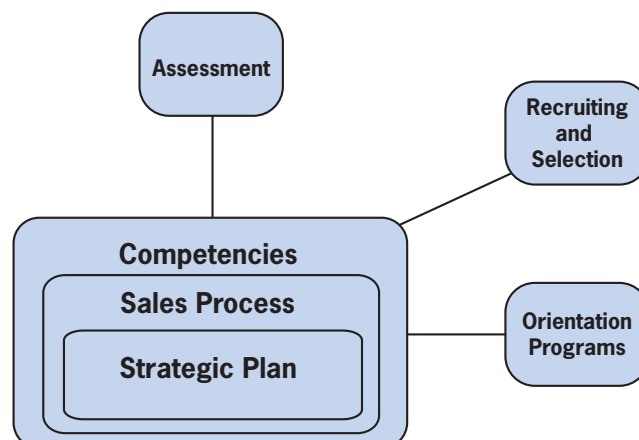 Assessment
Recruiting
and
Selection
Competencies
Sales Process
Strategic Plan
Orientation
Programs